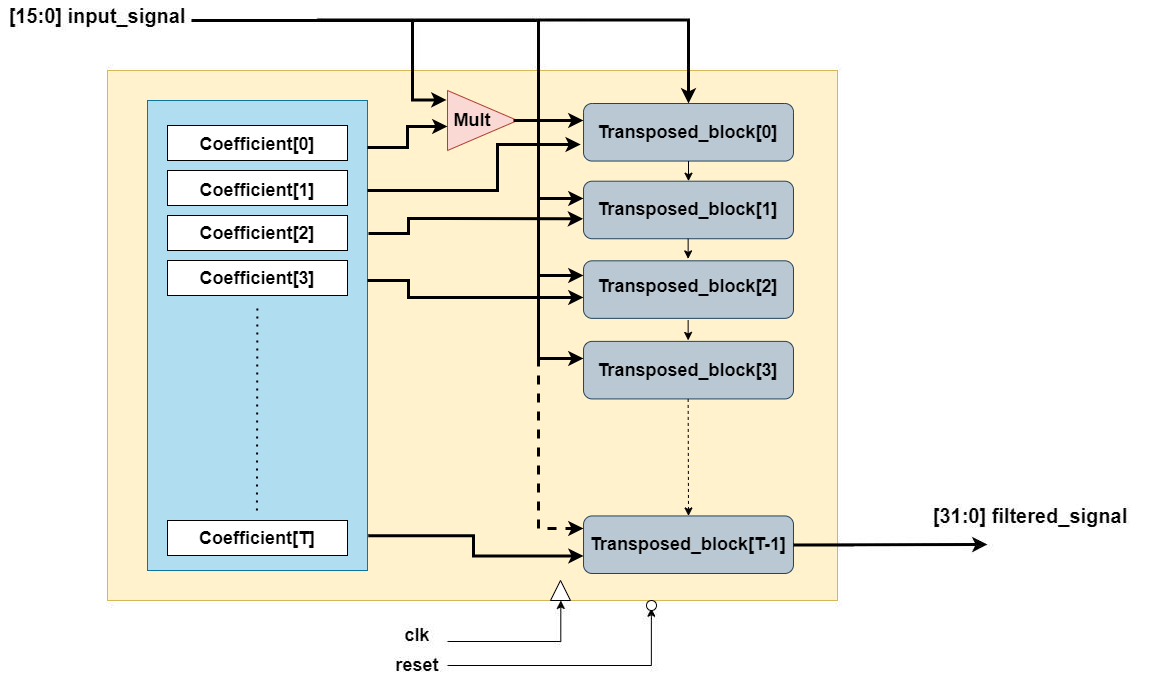 [15:0] input_signal
Mult
Coefficient[0]
Coefficient[1]
Coefficient[2]
Coefficient[3]
Coefficient[T]
Transposed_block[0]
Transposed_block[1]
Transposed_block[2]
Transposed_block[3]
Transposed_block[T-1]
[31:0] filtered_signal
clk
reset